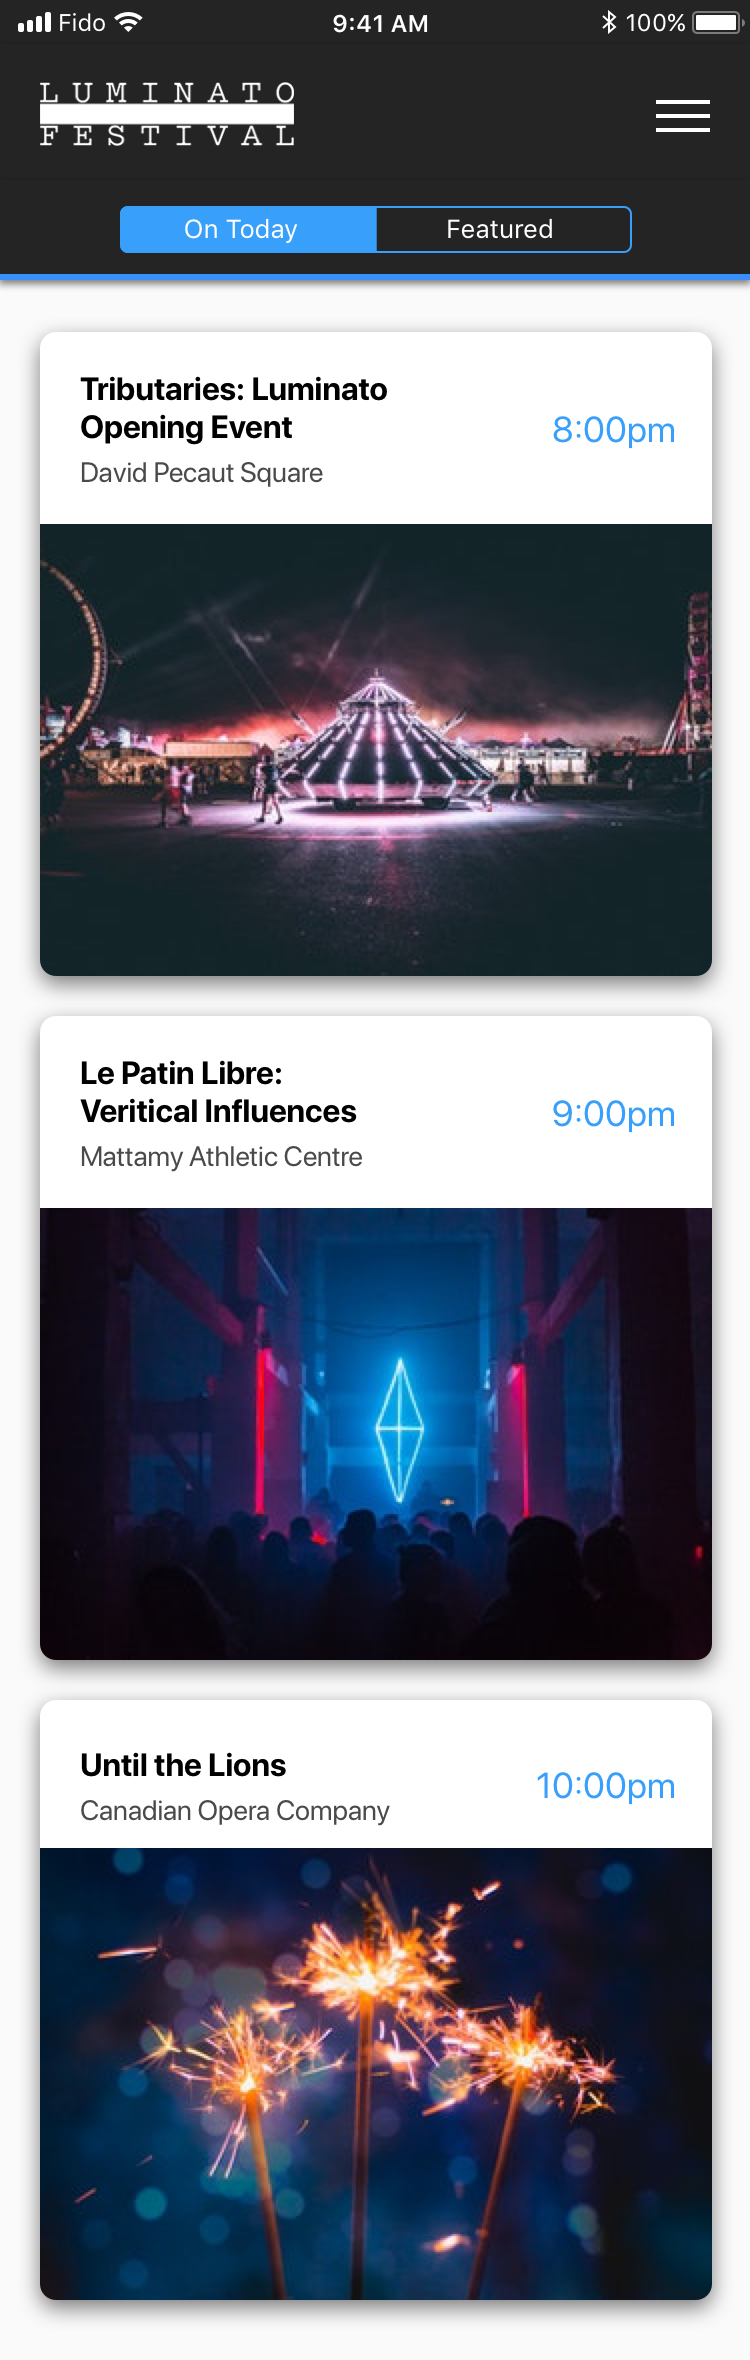 Fido
9:41 AM
100%
LUMINATO
FESTIVAL
On Today
Featured
Tributaries: Luminato
Opening Event
8:00pm
David Pecaut Square
Le Patin Libre:
Veritical Influences
9:00pm
Mattamy Athletic Centre
Until the Lions
10:00pm
Canadian Opera Company